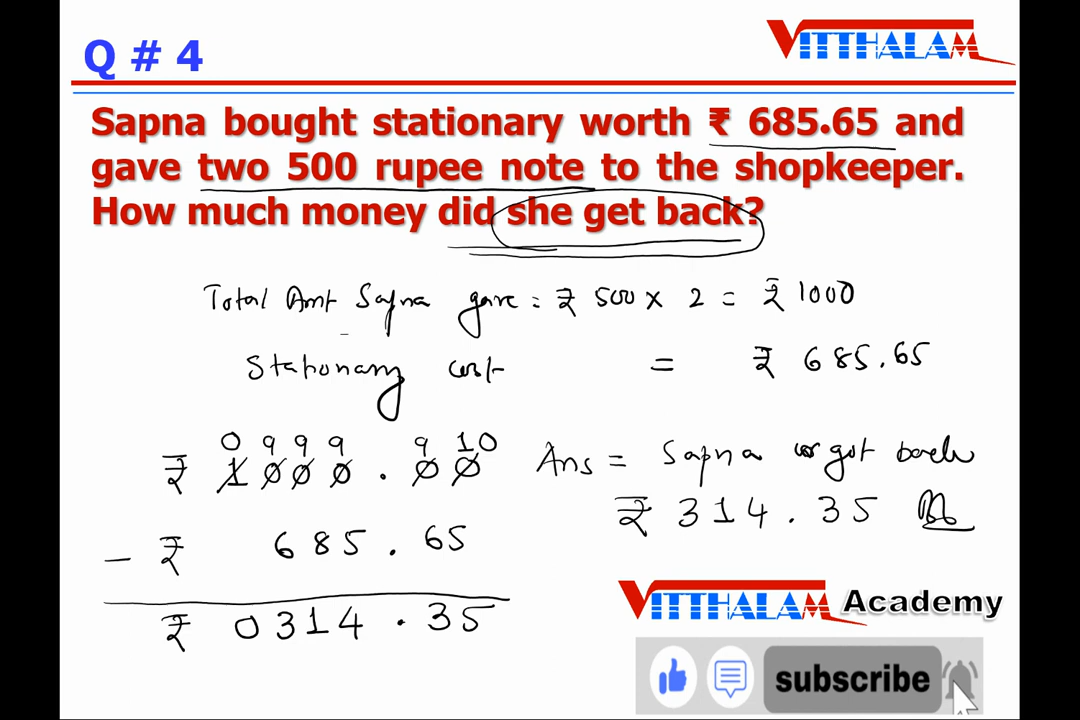 Q # 4
VITTHALAM
Sapna bought stationary worth ₹ 685.65 and
gave two 500 rupee note to the shopkeeper.
How much money did she get back?
Total Amt Sapna gave = ₹ 500 × 2 = ₹ 1000
Stationary cost = ₹ 685.65
0 9 9 9 9 10
₹ 1000.00
- ₹ 685.65
₹ 0314.35
Ans = Sapna got back
₹ 314.35
VITTHALAM Academy
subscribe